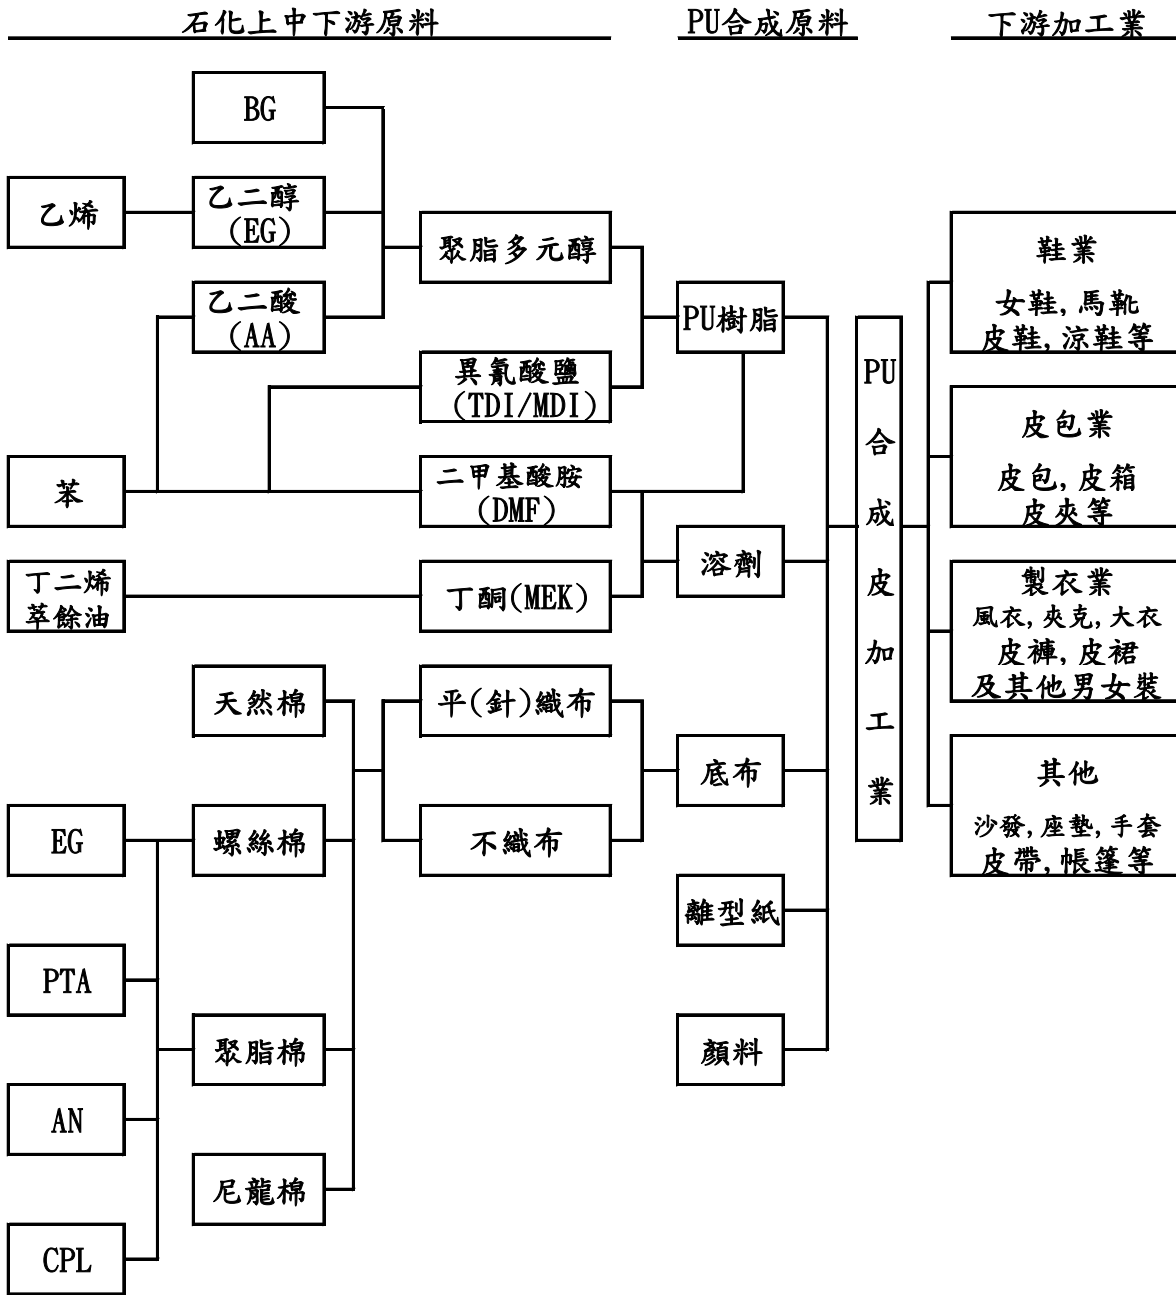 石化上中下游原料
PU合成原料
下游加工業
BG
乙烯
乙二醇
(EG)
乙二酸
(AA)
聚脂多元醇
異氰酸鹽
(TDI/MDI)
苯
二甲基酸胺
(DMF)
丁二烯
萃餘油
丁酮(MEK)
天然棉
平(針)織布
EG
螺絲棉
不織布
PTA
聚脂棉
AN
尼龍棉
CPL
PU樹脂
溶劑
底布
離型紙
顏料
PU
合
成
皮
加
工
業
鞋業
女鞋,馬靴
皮鞋,涼鞋等
皮包業
皮包,皮箱
皮夾等
製衣業
風衣,夾克,大衣
皮褲,皮裙
及其他男女裝
其他
沙發,座墊,手套
皮帶,帳篷等